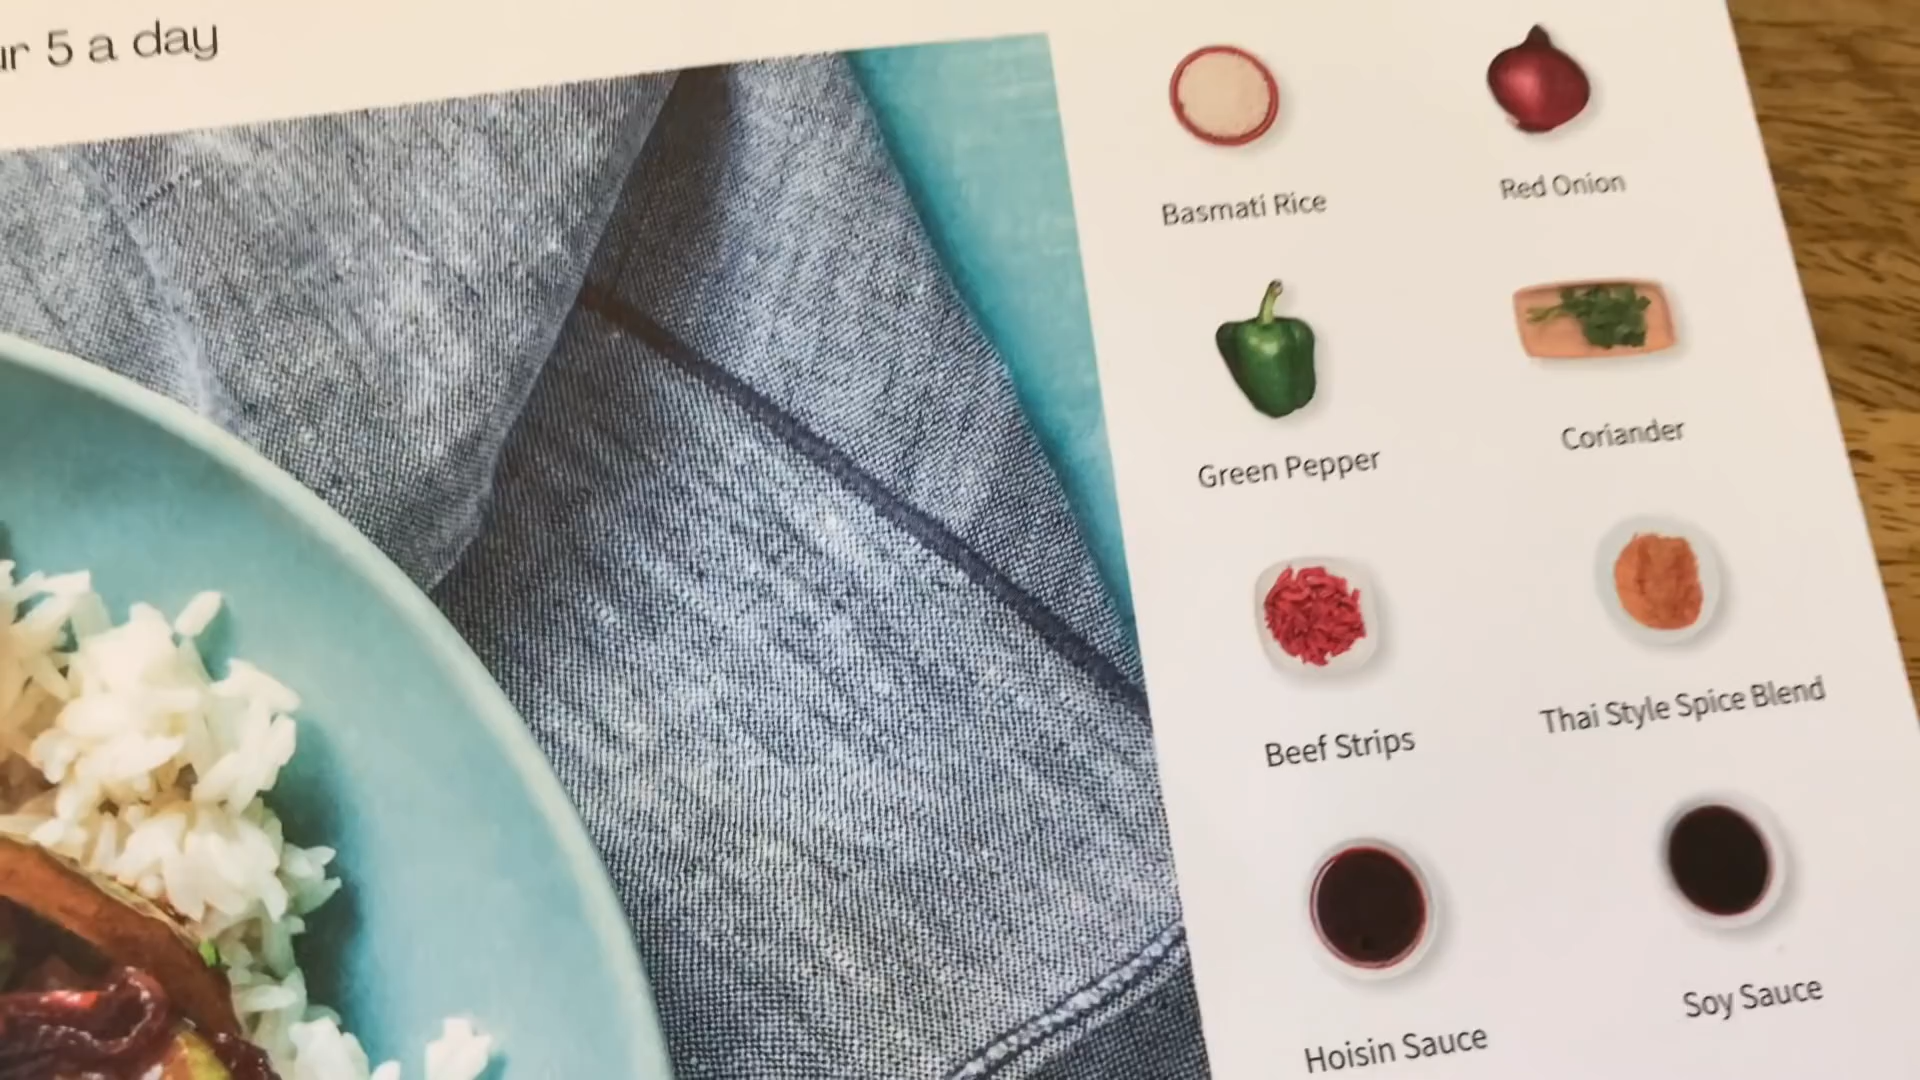 5 a day
Basmati Rice
Red Onion
Green Pepper
Coriander
Beef Strips
Thai Style Spice Blend
Hoisin Sauce
Soy Sauce